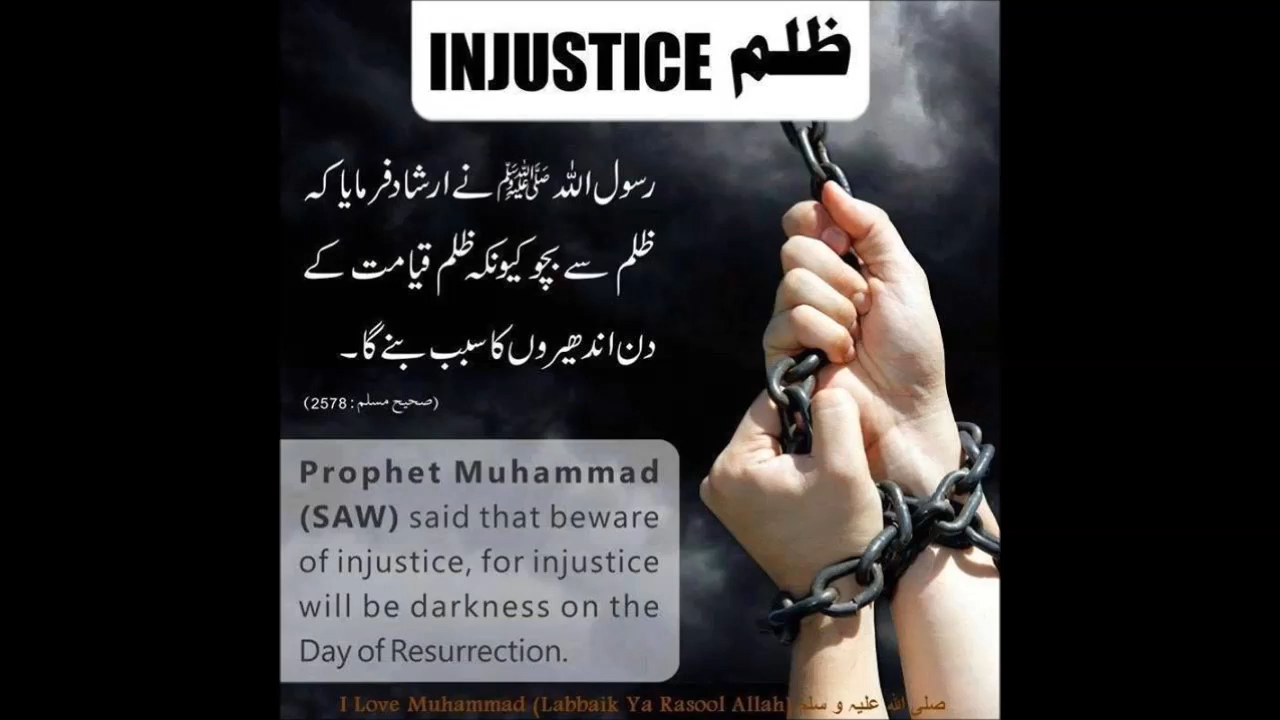 INJUSTICE ظلم
رسول اللہ ﷺ نے ارشاد فرمایا کہ
ظلم سے بچو کیونکہ ظلم قیامت کے
دن اندھیروں کا سبب بنے گا۔
(صحیح مسلم: 2578)
Prophet Muhammad
(SAW) said that beware
of injustice, for injustice
will be darkness on the
Day of Resurrection.
I Love Muhammad (Labbaik Ya Rasool Allah) صلی اللہ علیہ و سلم